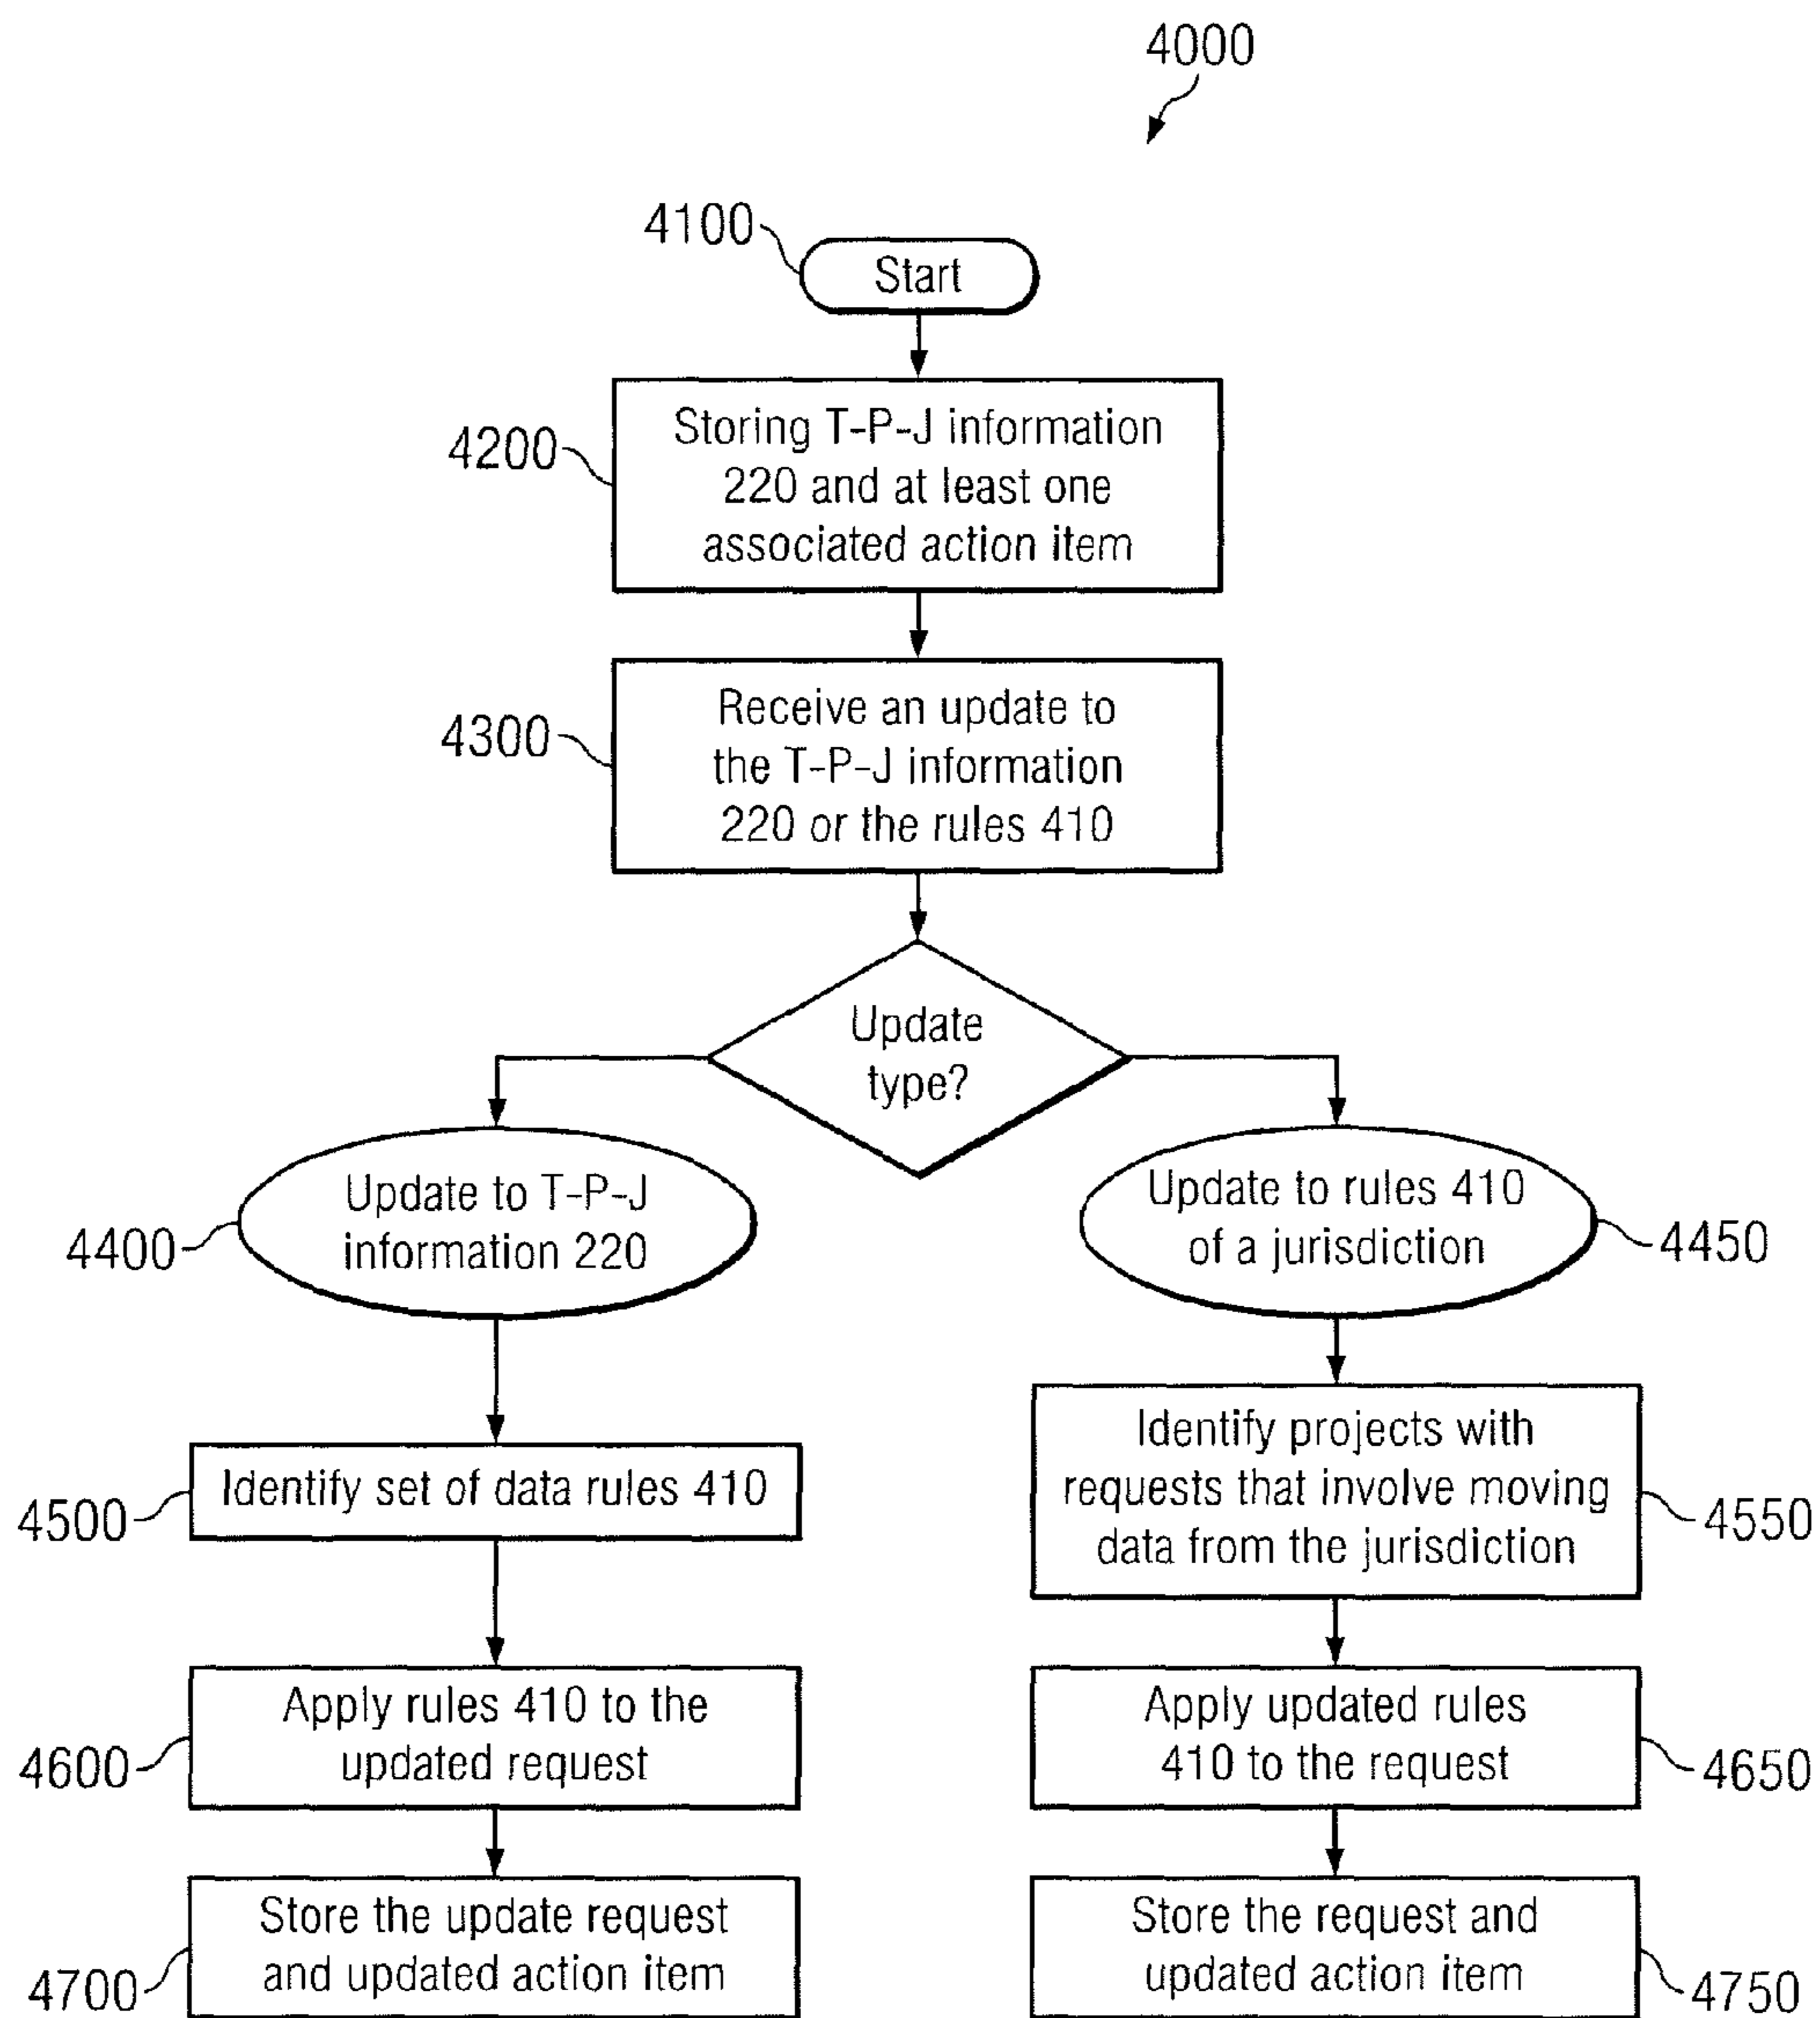 4000
4100
Start
4200
Storing T-P-J information
220 and at least one
associated action item
4300
Receive an update to
the T-P-J information
220 or the rules 410
Update
type?
4400
Update to T-P-J
information 220
Update to rules 410
of a jurisdiction
4450
4500
Identify set of data rules 410
Identify projects with
requests that involve moving
data from the jurisdiction
4550
4600
Apply rules 410 to the
updated request
Apply updated rules
410 to the request
4650
4700
Store the update request
and updated action item
Store the request and
updated action item
4750